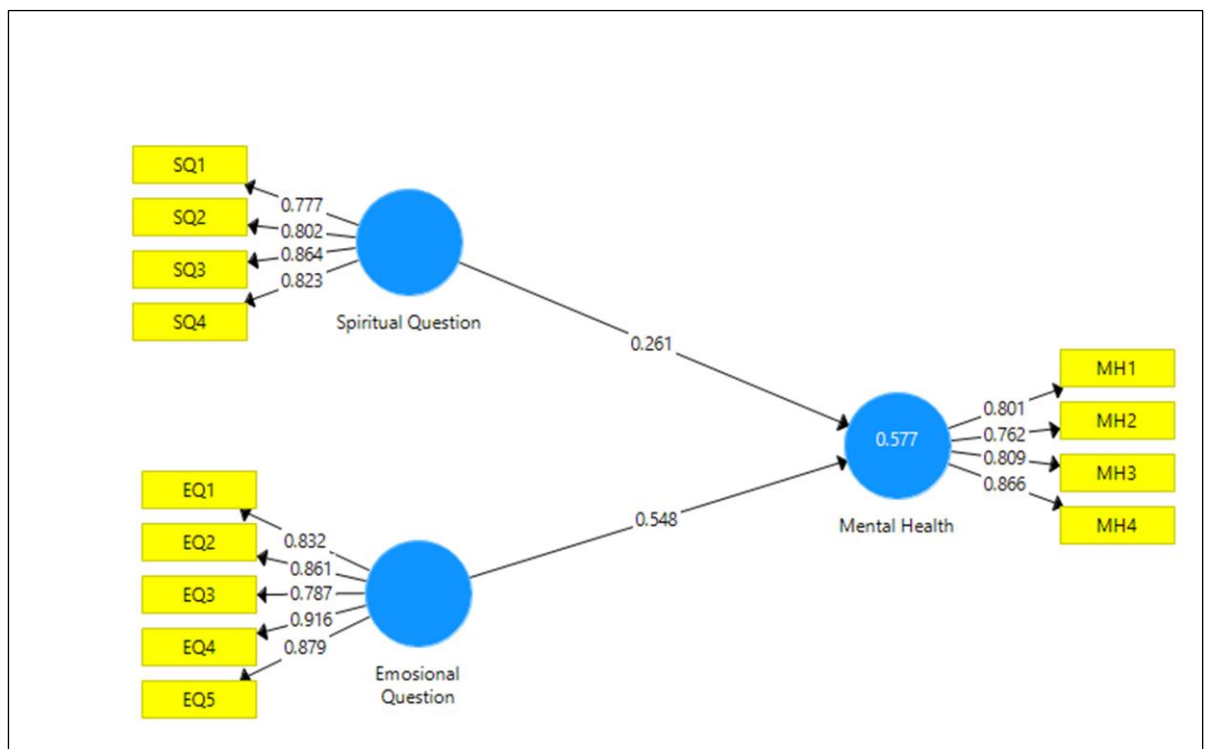 SQ1
SQ2
SQ3
SQ4
0.777
0.802
0.864
0.823
Spiritual Question
0.261
EQ1
EQ2
EQ3
EQ4
EQ5
0.832
0.861
0.787
0.916
0.879
Emosional
Question
0.548
0.577
Mental Health
0.801
0.762
0.809
0.866
MH1
MH2
MH3
MH4